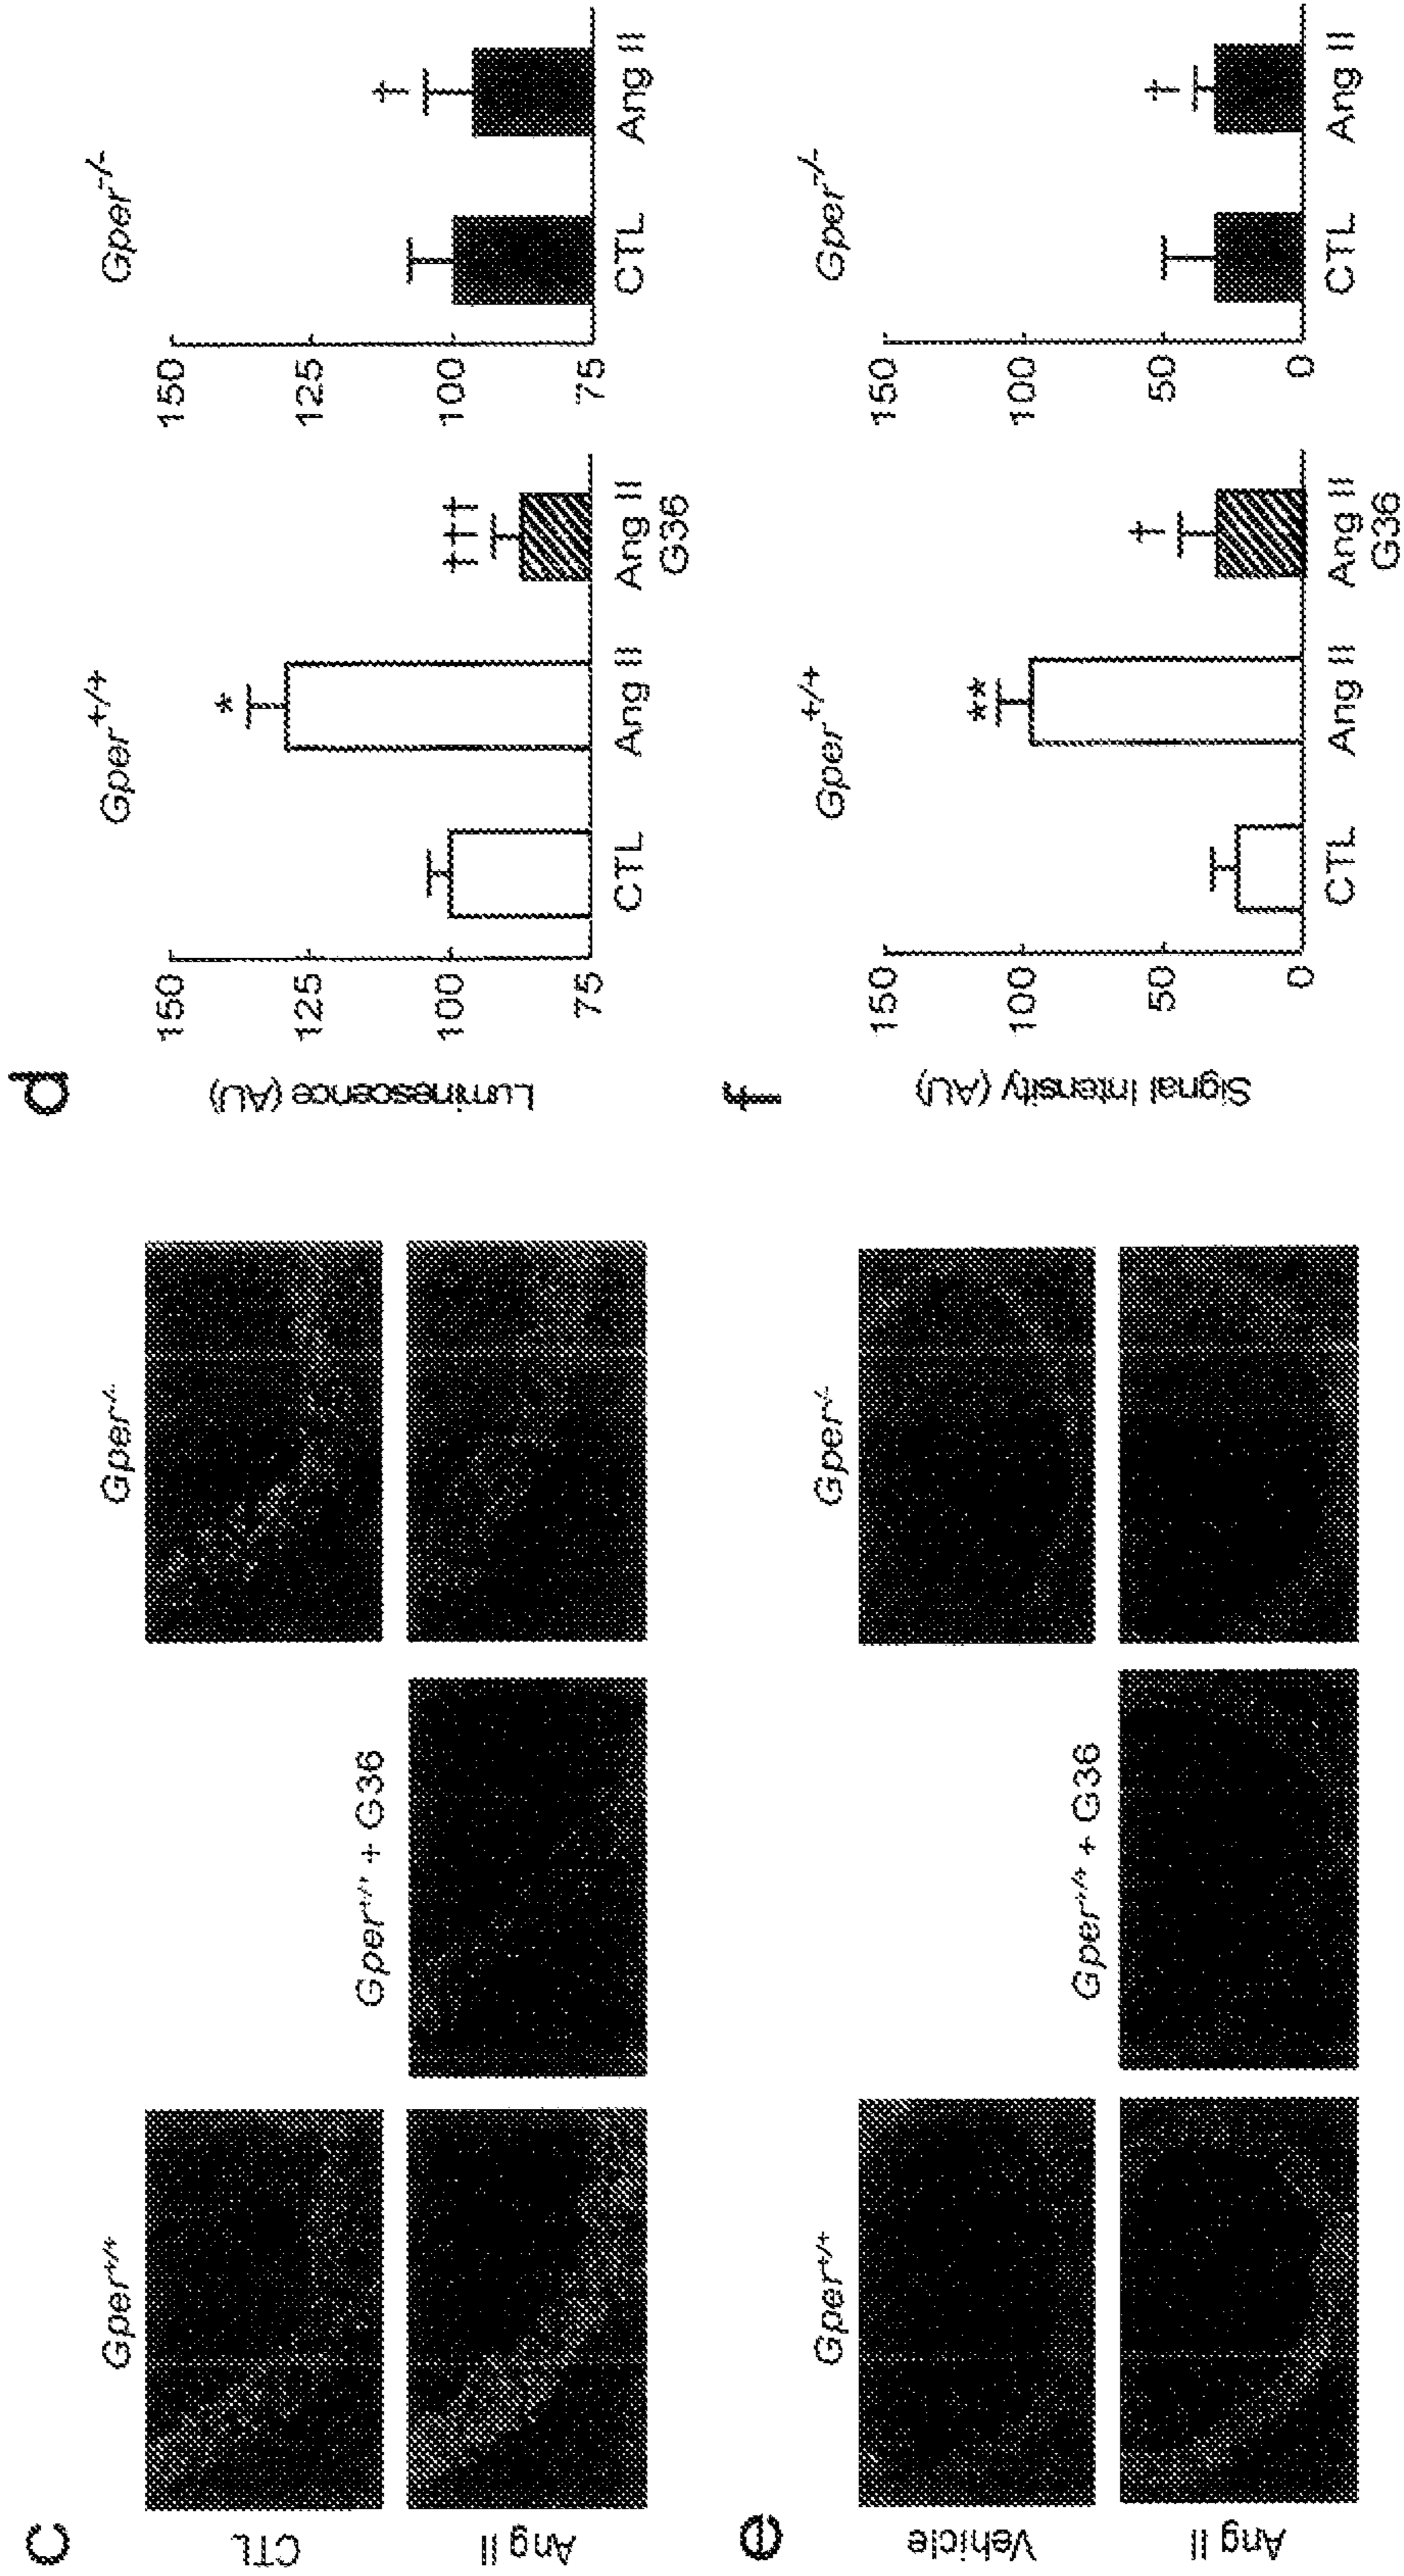 c
Gper+/+
Gper-/-
CTL
Gper+/+ + G36
Ang II
d
Gper+/+
Gper-/-
Luminescence (AU)
150
125
100
75
150
125
100
75
*
†††
†
CTL
Ang II
Ang II
G36
CTL
Ang II
e
Gper+/+
Gper-/-
Vehicle
Gper+/+ + G36
Ang II
f
Gper+/+
Gper-/-
Signal Intensity (AU)
150
100
50
0
150
100
50
0
**
†
†
CTL
Ang II
Ang II
G36
CTL
Ang II